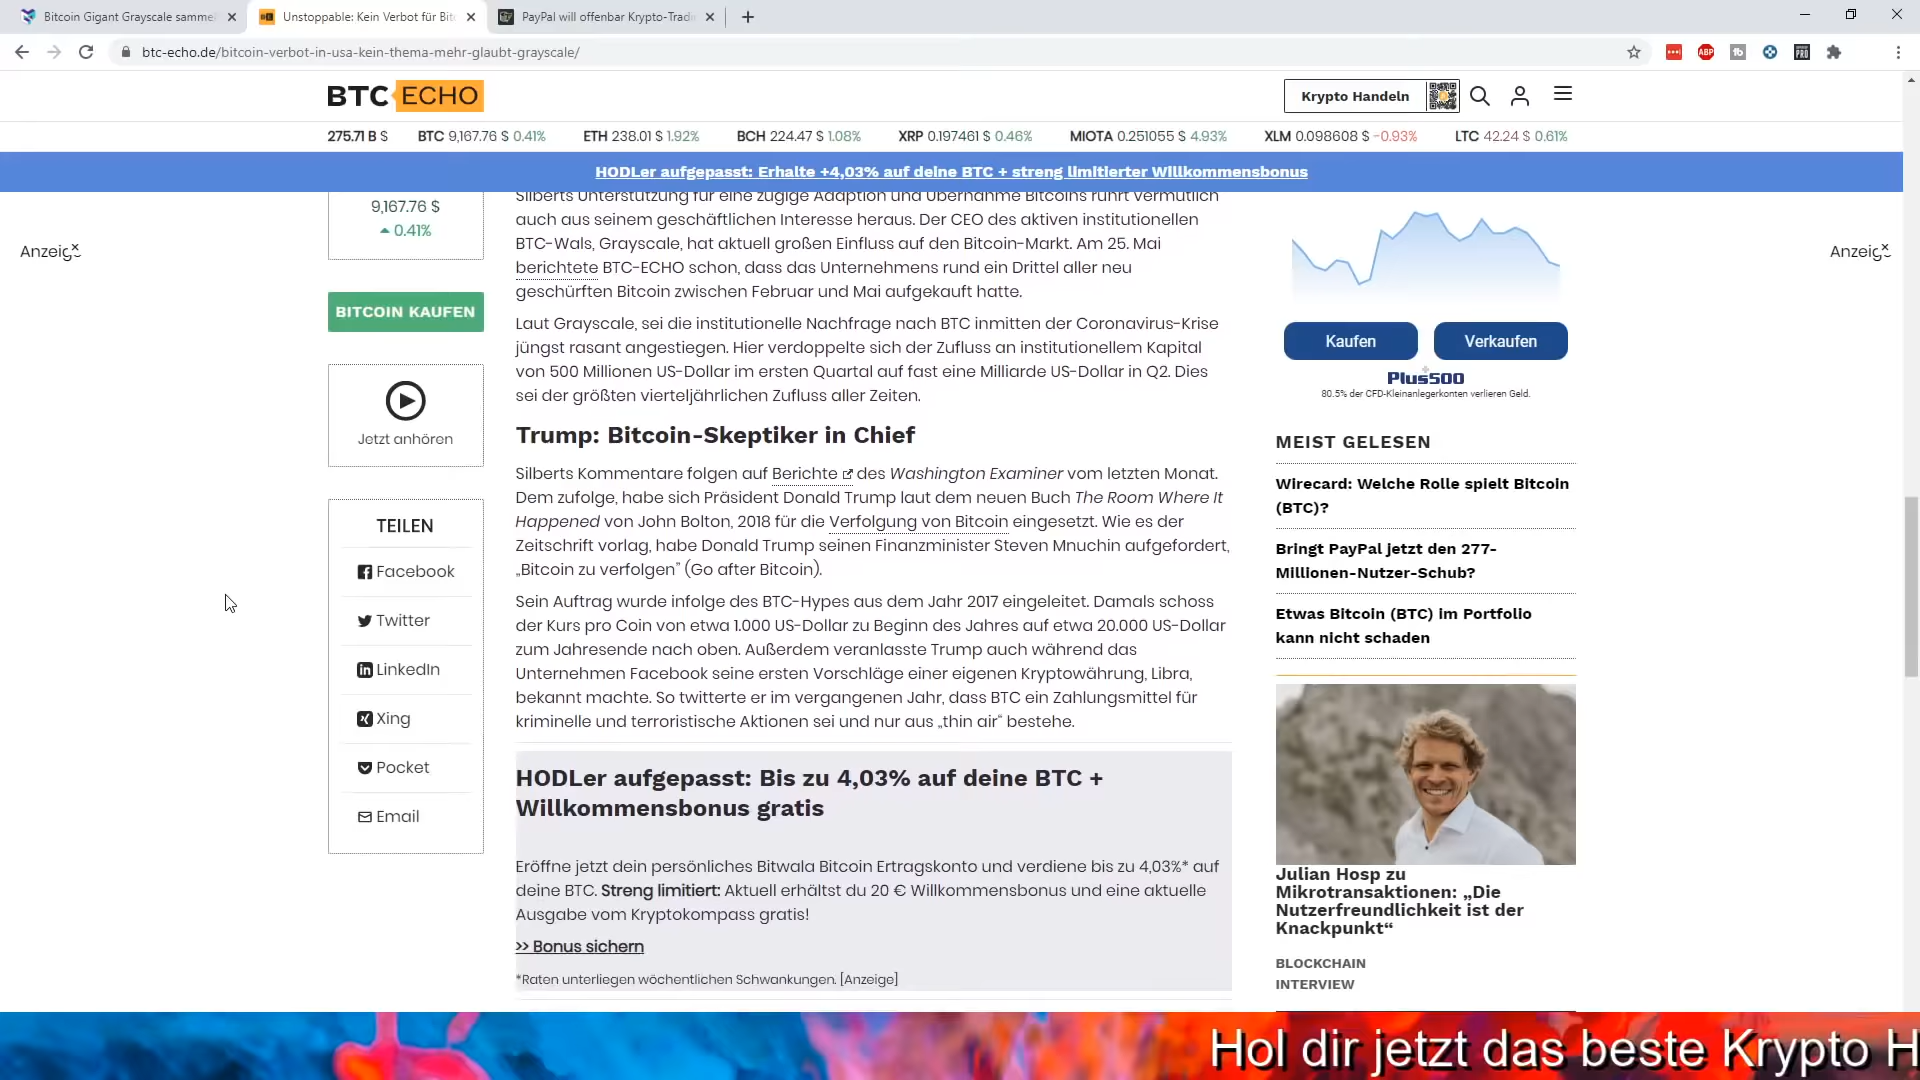 Bitcoin Gigant Grayscale sammel
Unstoppable: Kein Verbot für Bit
PayPal will offenbar Krypto-Tradi
btc-echo.de/bitcoin-verbot-in-usa-kein-thema-mehr-glaubt-grayscale/
ABP
PRO
BTC ECHO
Krypto Handeln
275.71 B $ BTC 9,167.76 $ 0.41% ETH 238.01 $ 1.92% BCH 224.47 $ 1.08% XRP 0.197461 $ 0.46% MIOTA 0.251055 $ 4.93% XLM 0.098608 $ -0.93% LTC 42.24 $ 0.61%
HODLer aufgepasst: Erhalte +4,03% auf deine BTC + streng limitierter Willkommensbonus
9,167.76 $
0.41%
Anzeige
BITCOIN KAUFEN
Jetzt anhören
TEILEN
Facebook
Twitter
LinkedIn
Xing
Pocket
Email
Silberts Unterstützung für eine zügige Adaption und Übernahme Bitcoins rührt vermutlich
auch aus seinem geschäftlichen Interesse heraus. Der CEO des aktiven institutionellen
BTC-Wals, Grayscale, hat aktuell großen Einfluss auf den Bitcoin-Markt. Am 25. Mai
berichtete BTC-ECHO schon, dass das Unternehmens rund ein Drittel aller neu
geschürften Bitcoin zwischen Februar und Mai aufgekauft hatte.
Laut Grayscale, sei die institutionelle Nachfrage nach BTC inmitten der Coronavirus-Krise
jüngst rasant angestiegen. Hier verdoppelte sich der Zufluss an institutionellem Kapital
von 500 Millionen US-Dollar im ersten Quartal auf fast eine Milliarde US-Dollar in Q2. Dies
sei der größten vierteljährlichen Zufluss aller Zeiten.
Trump: Bitcoin-Skeptiker in Chief
Silberts Kommentare folgen auf Berichte des Washington Examiner vom letzten Monat.
Dem zufolge, habe sich Präsident Donald Trump laut dem neuen Buch The Room Where It
Happened von John Bolton, 2018 für die Verfolgung von Bitcoin eingesetzt. Wie es der
Zeitschrift vorlag, habe Donald Trump seinen Finanzminister Steven Mnuchin aufgefordert,
„Bitcoin zu verfolgen” (Go after Bitcoin).
Sein Auftrag wurde infolge des BTC-Hypes aus dem Jahr 2017 eingeleitet. Damals schoss
der Kurs pro Coin von etwa 1.000 US-Dollar zu Beginn des Jahres auf etwa 20.000 US-Dollar
zum Jahresende nach oben. Außerdem veranlasste Trump auch während das
Unternehmen Facebook seine ersten Vorschläge einer eigenen Kryptowährung, Libra,
bekannt machte. So twitterte er im vergangenen Jahr, dass BTC ein Zahlungsmittel für
kriminelle und terroristische Aktionen sei und nur aus „thin air“ bestehe.
HODLer aufgepasst: Bis zu 4,03% auf deine BTC +
Willkommensbonus gratis
Eröffne jetzt dein persönliches Bitwala Bitcoin Ertragskonto und verdiene bis zu 4,03%* auf
deine BTC. Streng limitiert: Aktuell erhältst du 20 € Willkommensbonus und eine aktuelle
Ausgabe vom Kryptokompass gratis!
>> Bonus sichern
*Raten unterliegen wöchentlichen Schwankungen. [Anzeige]
Kaufen
Verkaufen
Plus500
80.5% der CFD-Kleinanlegerkonten verlieren Geld.
Anzeige
MEIST GELESEN
Wirecard: Welche Rolle spielt Bitcoin
(BTC)?
Bringt PayPal jetzt den 277-
Millionen-Nutzer-Schub?
Etwas Bitcoin (BTC) im Portfolio
kann nicht schaden
Julian Hosp zu
Mikrotransaktionen: „Die
Nutzerfreundlichkeit ist der
Knackpunkt“
BLOCKCHAIN
INTERVIEW
Hol dir jetzt das beste Krypto H